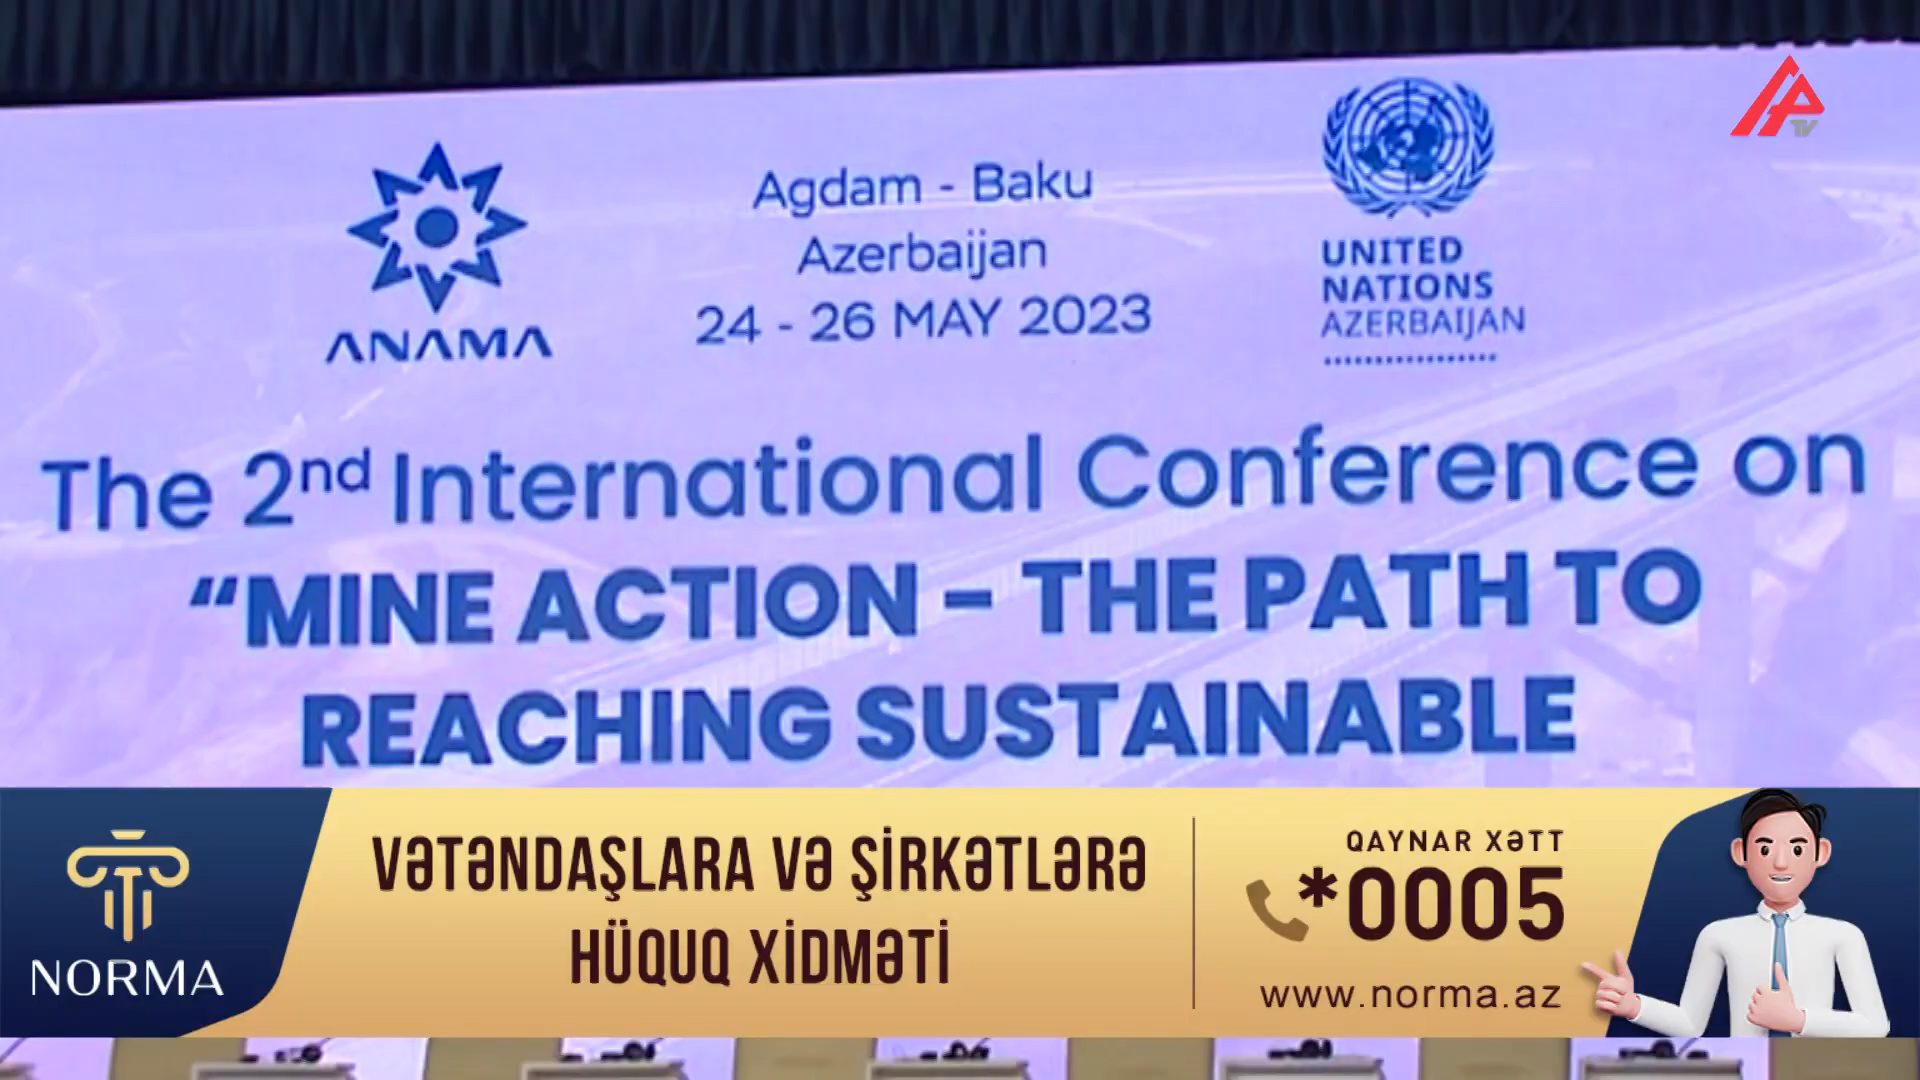 AP TV
ANAMA
Agdam - Baku
Azerbaijan
24 - 26 MAY 2023
UNITED
NATIONS
AZERBAIJAN
The 2nd International Conference on
“MINE ACTION – THE PATH TO
REACHING SUSTAINABLE
NORMA
VƏTƏNDAŞLARA VƏ ŞİRKƏTLƏRƏ
HÜQUQ XİDMƏTİ
QAYNAR XƏTT
*0005
www.norma.az